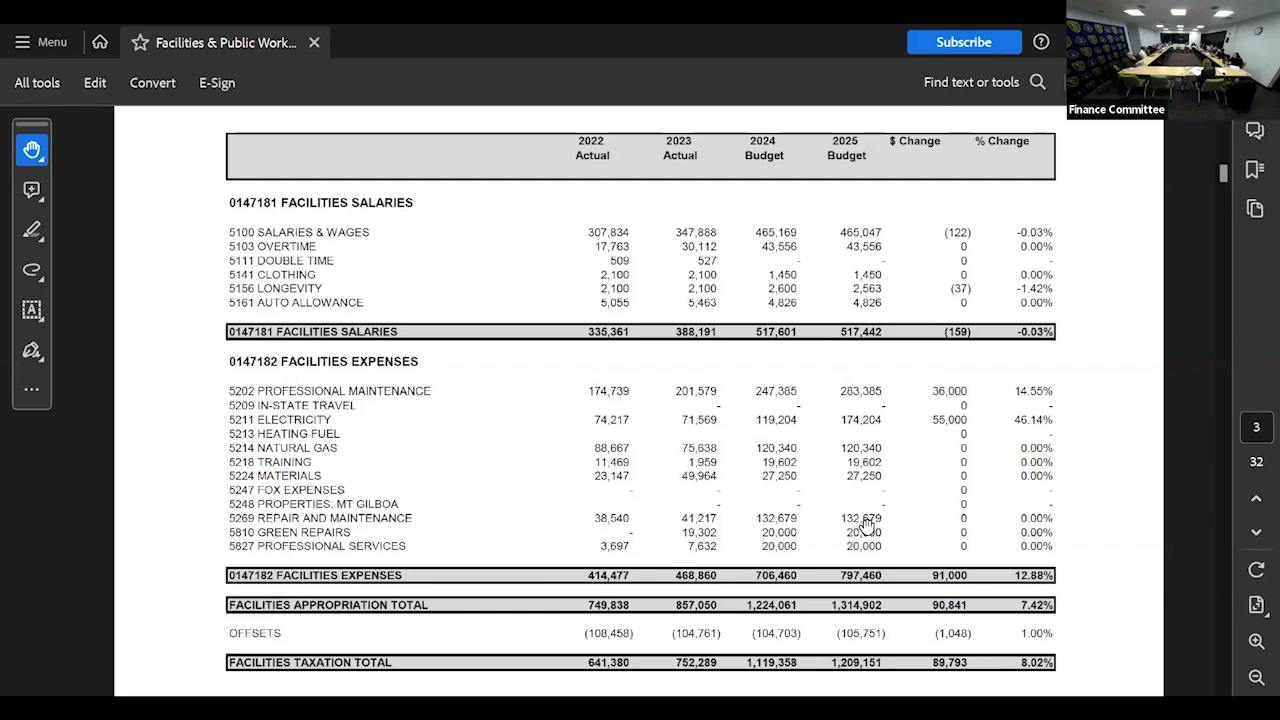 Menu
Facilities & Public Work...
Subscribe
All tools Edit Convert E-Sign Find text or tools
Finance Committee
2022 Actual 2023 Actual 2024 Budget 2025 Budget $ Change % Change
0147181 FACILITIES SALARIES
5100 SALARIES & WAGES 307,834 347,888 465,169 465,047 (122) -0.03%
5103 OVERTIME 17,763 30,112 43,556 43,556 0 0.00%
5111 DOUBLE TIME 509 527 - - 0 -
5141 CLOTHING 2,100 2,100 1,450 1,450 0 0.00%
5156 LONGEVITY 2,100 2,100 2,600 2,563 (37) -1.42%
5161 AUTO ALLOWANCE 5,055 5,463 4,826 4,826 0 0.00%
0147181 FACILITIES SALARIES 335,361 388,191 517,601 517,442 (159) -0.03%
0147182 FACILITIES EXPENSES
5202 PROFESSIONAL MAINTENANCE 174,739 201,579 247,385 283,385 36,000 14.55%
5209 IN-STATE TRAVEL - - - 0 -
5211 ELECTRICITY 74,217 71,569 119,204 174,204 55,000 46.14%
5213 HEATING FUEL 0 -
5214 NATURAL GAS 88,667 75,638 120,340 120,340 0 0.00%
5218 TRAINING 11,469 1,959 19,602 19,602 0 0.00%
5224 MATERIALS 23,147 49,964 27,250 27,250 0 0.00%
5247 FOX EXPENSES - - - - 0 -
5248 PROPERTIES: MT GILBOA - - - - 0 -
5269 REPAIR AND MAINTENANCE 38,540 41,217 132,679 132,679 0 0.00%
5810 GREEN REPAIRS - 19,302 20,000 20,000 0 0.00%
5827 PROFESSIONAL SERVICES 3,697 7,632 20,000 20,000 0 0.00%
0147182 FACILITIES EXPENSES 414,477 468,860 706,460 797,460 91,000 12.88%
FACILITIES APPROPRIATION TOTAL 749,838 857,050 1,224,061 1,314,902 90,841 7.42%
OFFSETS (108,458) (104,761) (104,703) (105,751) (1,048) 1.00%
FACILITIES TAXATION TOTAL 641,380 752,289 1,119,358 1,209,151 89,793 8.02%
3
32